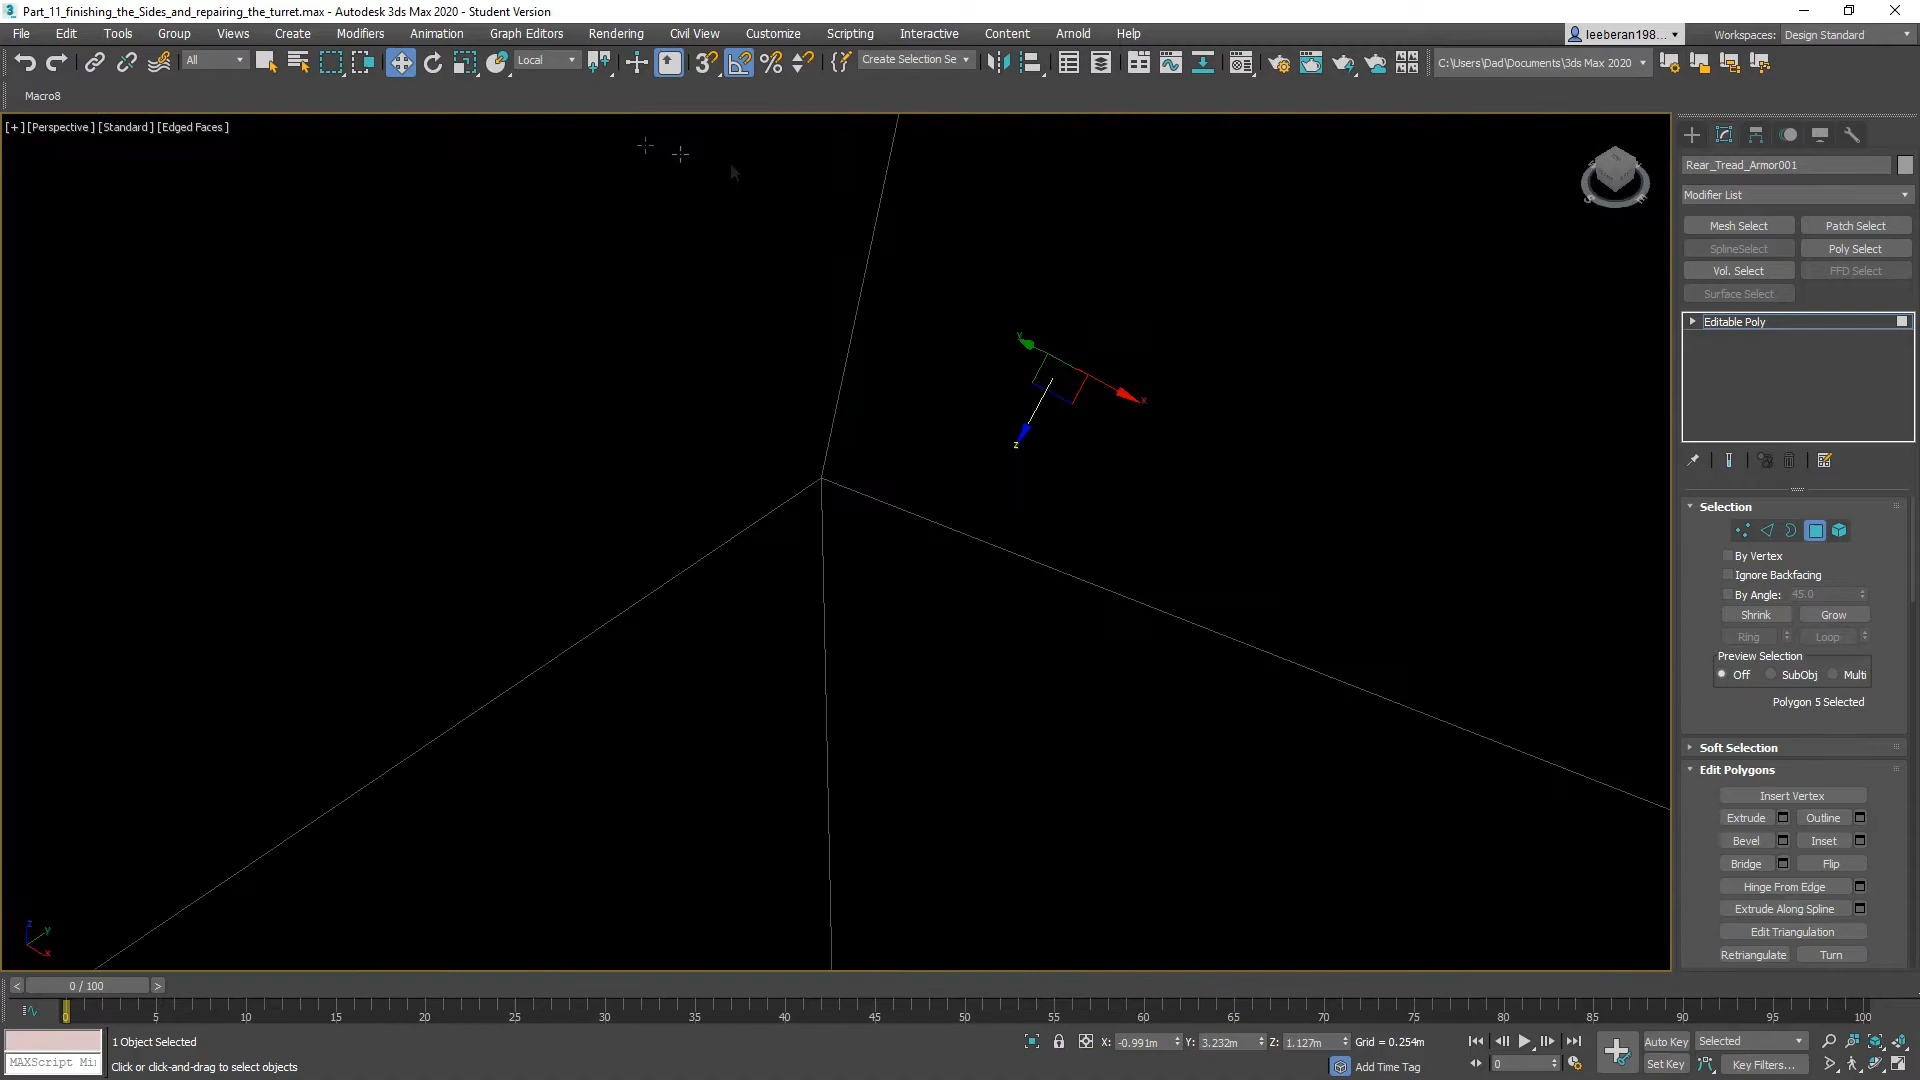 Part_11_finishing_the_Sides_and_repairing_the_turret.max - Autodesk 3ds Max 2020 - Student Version
File Edit Tools Group Views Create Modifiers Animation Graph Editors Rendering Civil View Customize Scripting Interactive Content Arnold Help
leeberan198... Workspaces: Design Standard
All Local Create Selection Se C:\Users\Dad\Documents\3ds Max 2020
Macro8
[+] [Perspective] [Standard] [Edged Faces]
Rear_Tread_Armor001
Modifier List
Mesh Select Patch Select
SplineSelect Poly Select
Vol. Select FFD Select
Surface Select
Editable Poly
y
x
z
Selection
By Vertex
Ignore Backfacing
By Angle: 45.0
Shrink Grow
Ring Loop
Preview Selection
Off SubObj Multi
Polygon 5 Selected
Soft Selection
Edit Polygons
Insert Vertex
Extrude Outline
Bevel Inset
Bridge Flip
Hinge From Edge
Extrude Along Spline
Edit Triangulation
Retriangulate Turn
z
y
x
< 0 / 100 >
0 5 10 15 20 25 30 35 40 45 50 55 60 65 70 75 80 85 90 95 100
1 Object Selected X: -0.991m Y: 3.232m Z: 1.127m Grid = 0.254m Auto Key Selected
MAXScript Mi Click or click-and-drag to select objects Add Time Tag 0 Set Key Key Filters...